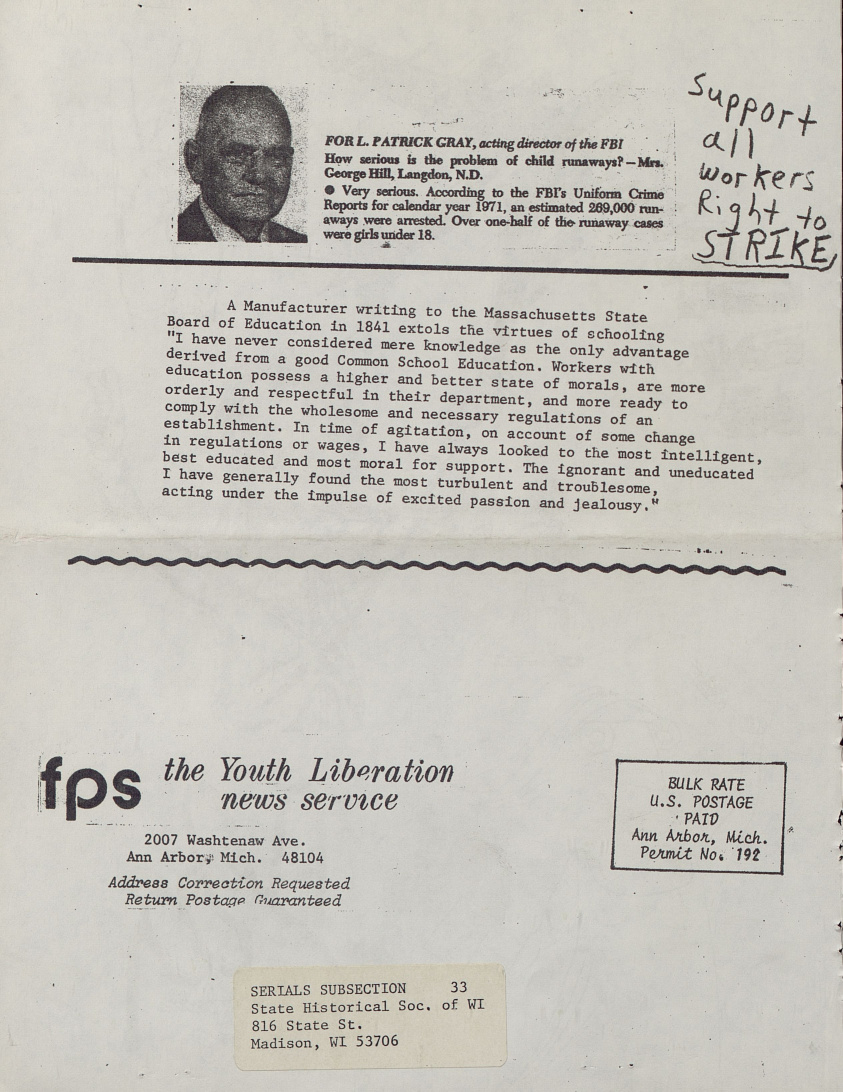 FOR L. PATRICK GRAY, acting director of the FBI
How serious is the problem of child runaways? — Mrs.
George Hill, Langdon, N.D.
● Very serious. According to the FBI's Uniform Crime
Reports for calendar year 1971, an estimated 269,000 run-
aways were arrested. Over one-half of the runaway cases
were girls under 18.
Support
all
Workers
Right to
STRIKE
A Manufacturer writing to the Massachusetts State
Board of Education in 1841 extols the virtues of schooling
"I have never considered mere knowledge as the only advantage
derived from a good Common School Education. Workers with
education possess a higher and better state of morals, are more
orderly and respectful in their department, and more ready to
comply with the wholesome and necessary regulations of an
establishment. In time of agitation, on account of some change
in regulations or wages, I have always looked to the most intelligent,
best educated and most moral for support. The ignorant and uneducated
I have generally found the most turbulent and troublesome,
acting under the impulse of excited passion and jealousy."
fps the Youth Liberation
news service
2007 Washtenaw Ave.
Ann Arbor, Mich. 48104
Address Correction Requested
Return Postage Guaranteed
BULK RATE
U.S. POSTAGE
PAID
Ann Arbor, Mich.
Permit No. 192
SERIALS SUBSECTION 33
State Historical Soc. of WI
816 State St.
Madison, WI 53706